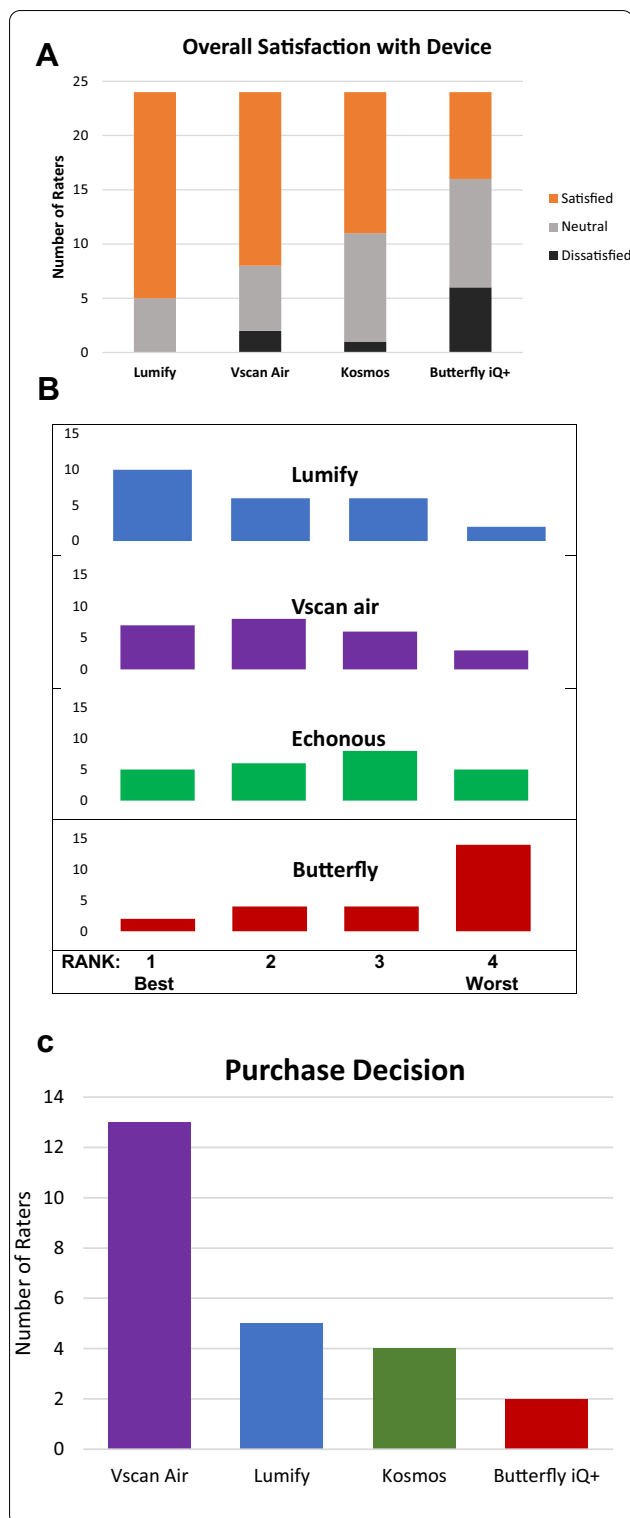 A
Overall Satisfaction with Device
25
20
15
10
5
0
Number of Raters
Satisfied
Neutral
Dissatisfied
Lumify Vscan Air Kosmos Butterfly iQ+
B
15
10
5
0
Lumify
15
10
5
0
Vscan air
15
10
5
0
Echonous
15
10
5
0
Butterfly
RANK: 1 2 3 4
Best Worst
c
Purchase Decision
14
12
10
8
6
4
2
0
Number of Raters
Vscan Air Lumify Kosmos Butterfly iQ+